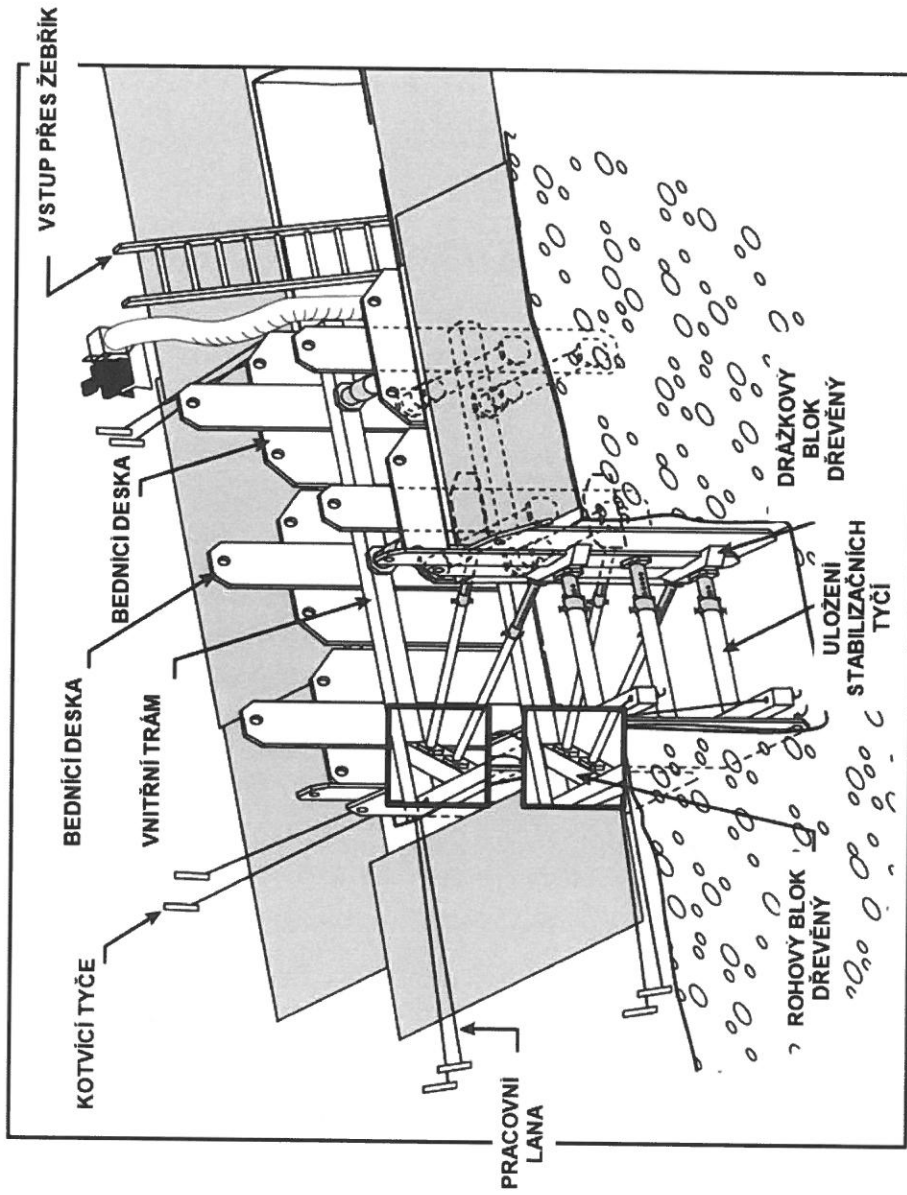 VSTUP PŘES ŽEBŘÍK
BEDNICI DESKA
BEDNÍCÍ DESKA
VNITŘNÍ TRÁM
KOTVÍCÍ TYČE
PRACOVNÍ
LANA
ROHOVÝ BLOK
DŘEVĚNÝ
ULOŽENÍ
STABILIZAČNÍCH
TYČÍ
DRÁŽKOVÝ
BLOK
DŘEVĚNÝ